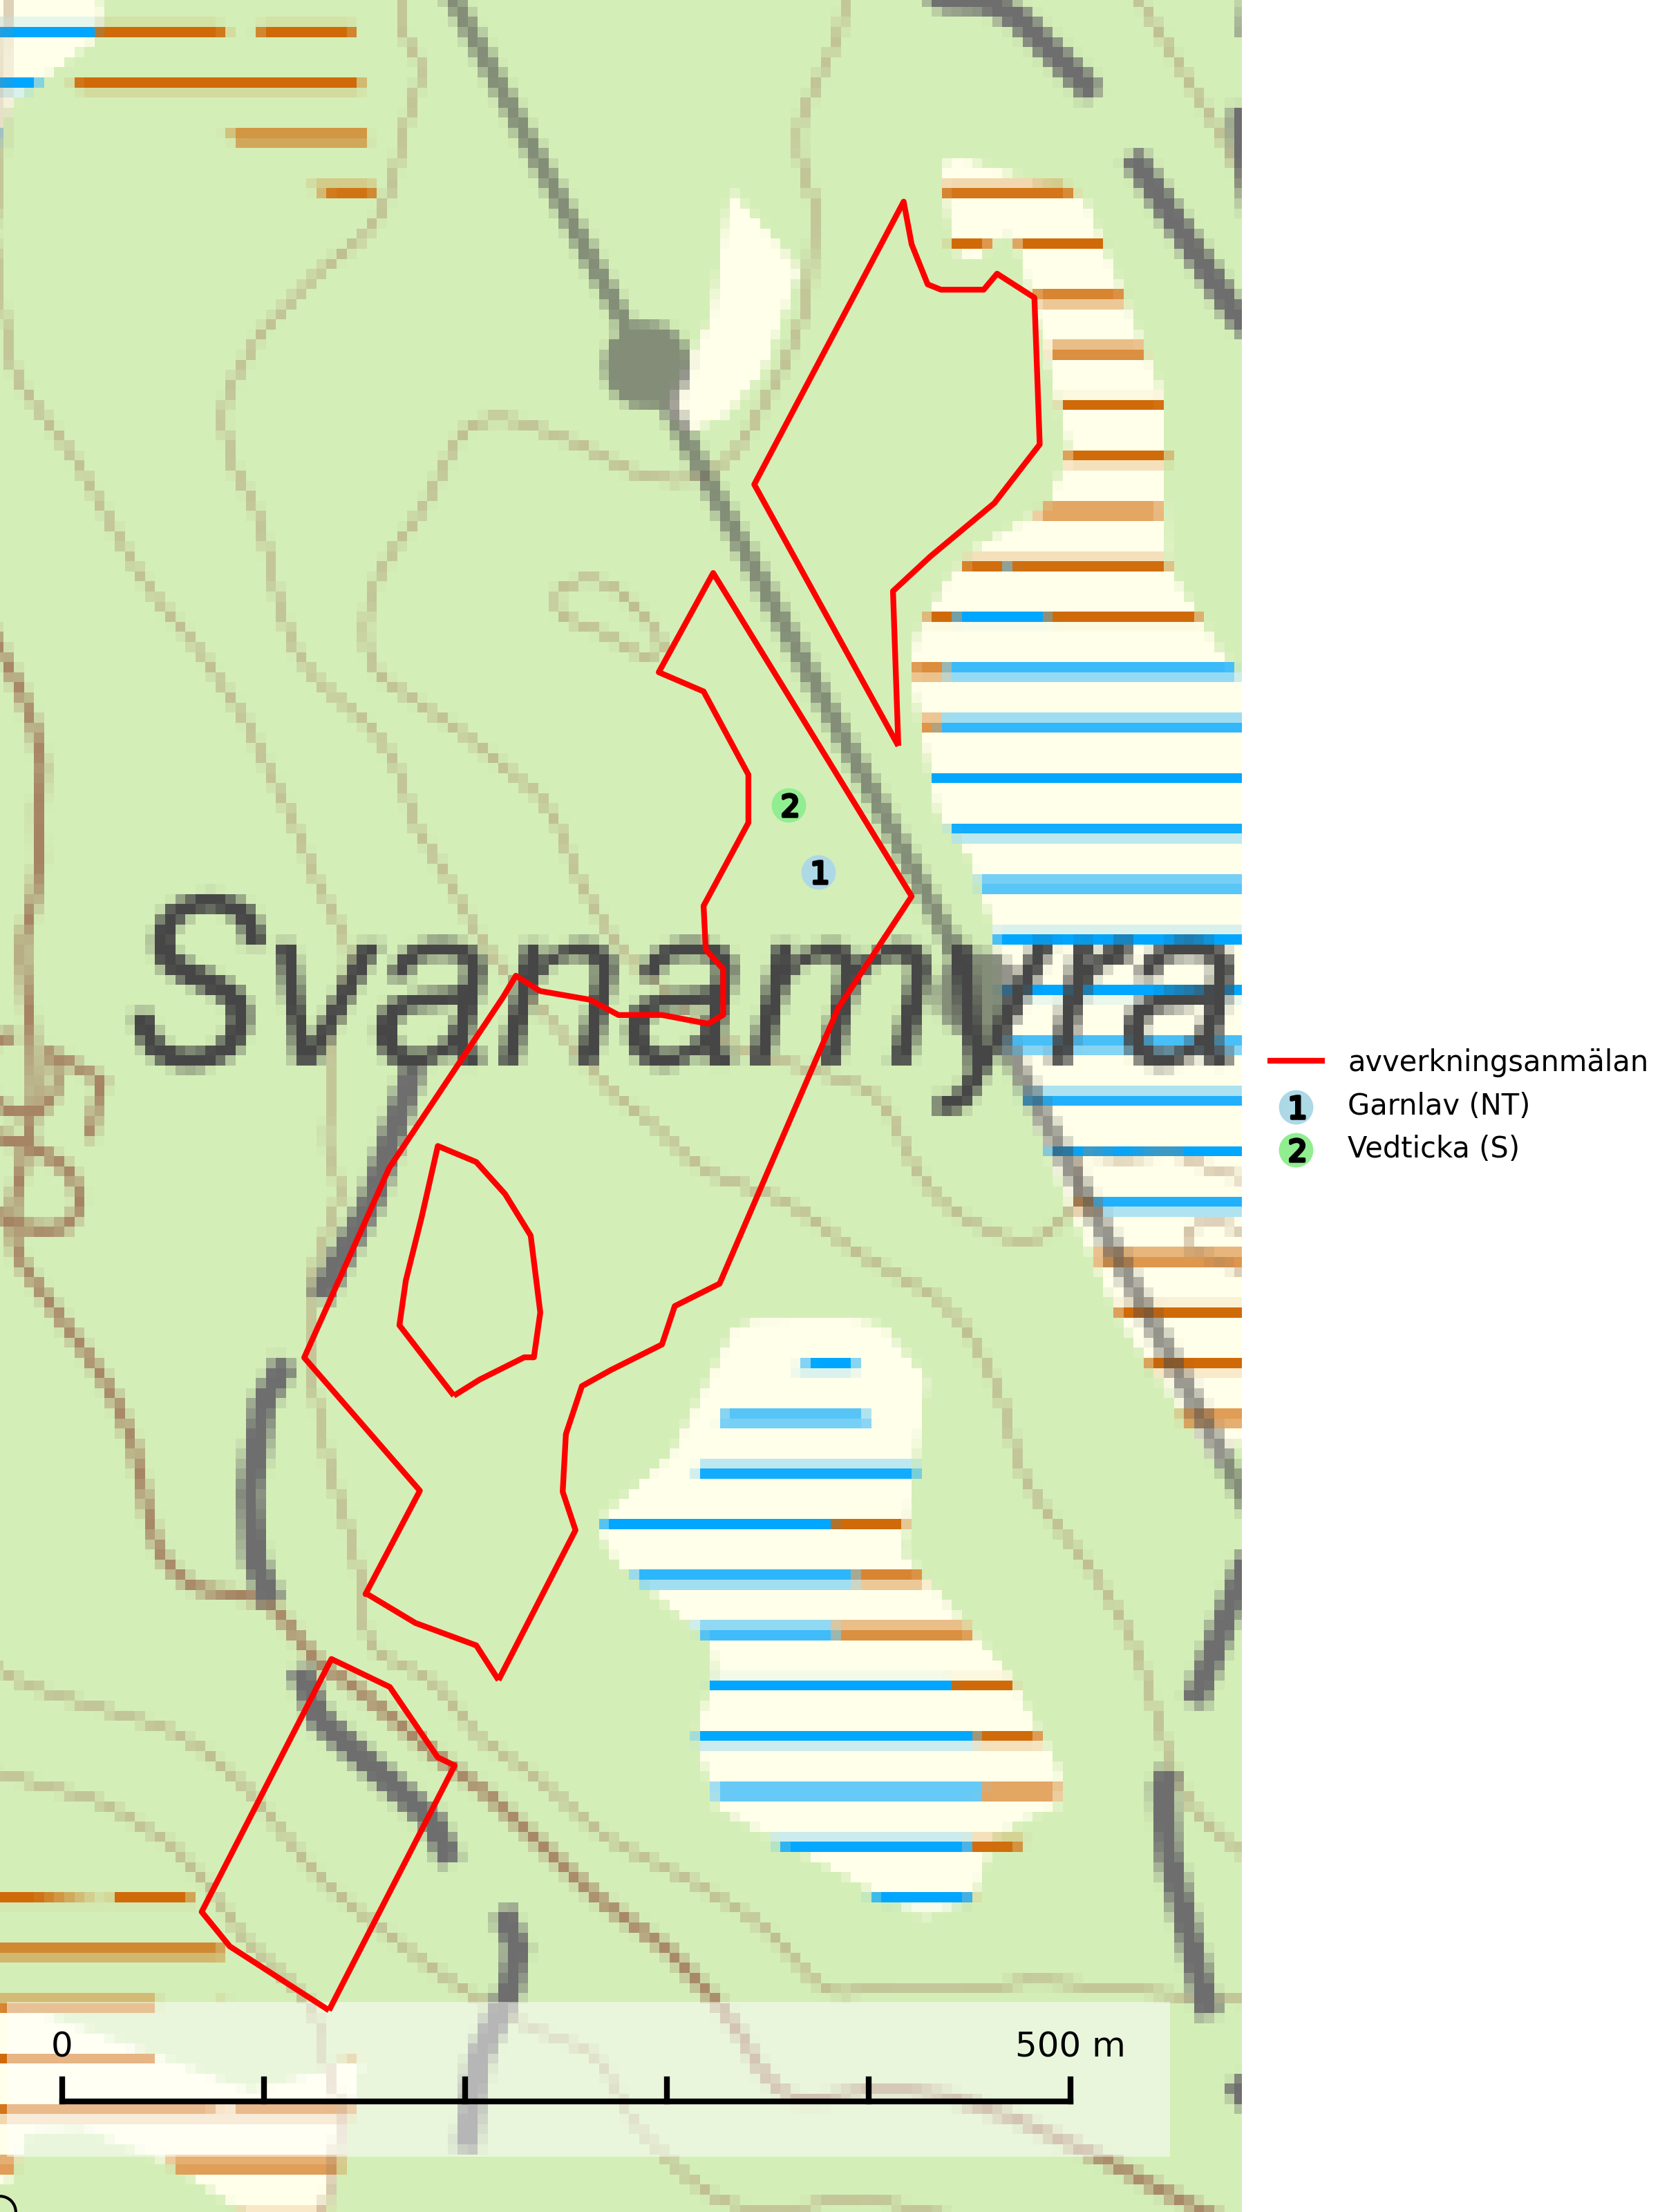 2
1
Svanamyra
avverkningsanmälan
1 Garnlav (NT)
2 Vedticka (S)
0 500 m